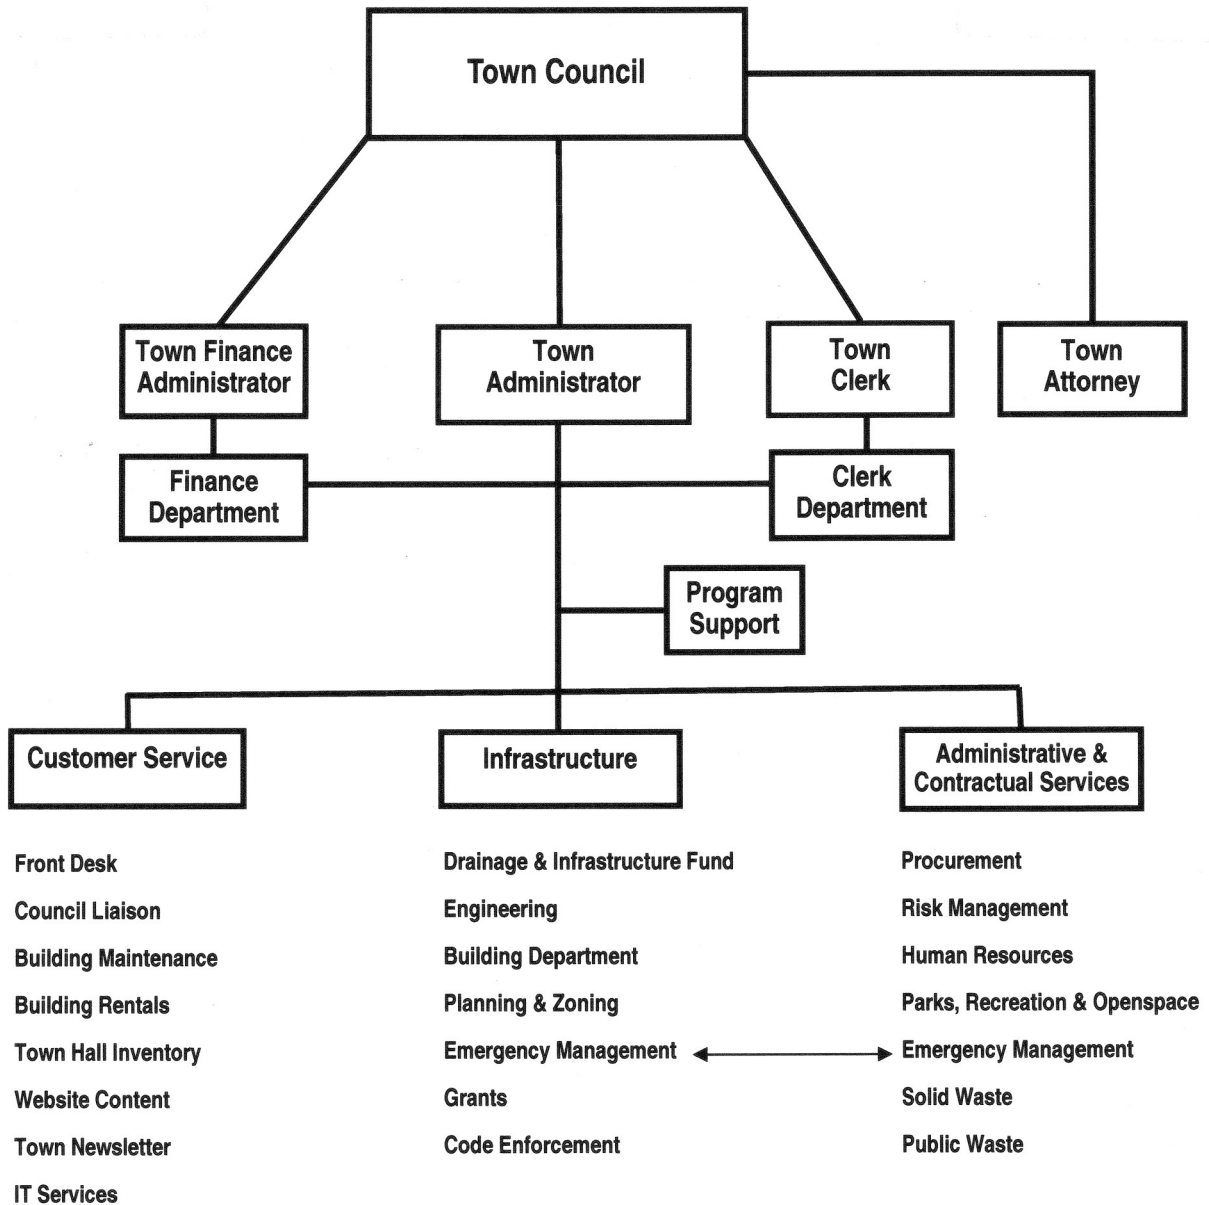 Town Council
Town Finance
Administrator
Town
Administrator
Town
Clerk
Town
Attorney
Finance
Department
Clerk
Department
Program
Support
Customer Service
Infrastructure
Administrative &
Contractual Services
Front Desk
Council Liaison
Building Maintenance
Building Rentals
Town Hall Inventory
Website Content
Town Newsletter
IT Services
Drainage & Infrastructure Fund
Engineering
Building Department
Planning & Zoning
Emergency Management
Grants
Code Enforcement
Procurement
Risk Management
Human Resources
Parks, Recreation & Openspace
Emergency Management
Solid Waste
Public Waste